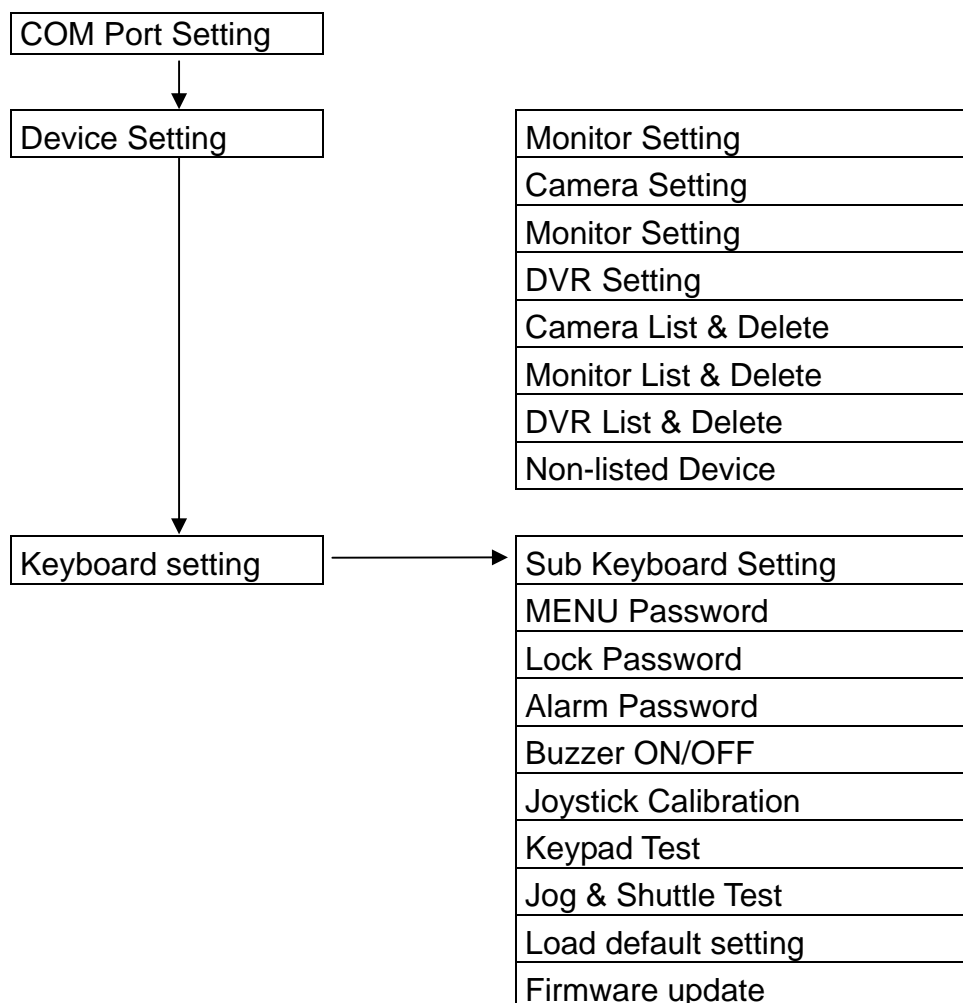 COM Port Setting
Device Setting
Monitor Setting
Camera Setting
Monitor Setting
DVR Setting
Camera List & Delete
Monitor List & Delete
DVR List & Delete
Non-listed Device
Keyboard setting
Sub Keyboard Setting
MENU Password
Lock Password
Alarm Password
Buzzer ON/OFF
Joystick Calibration
Keypad Test
Jog & Shuttle Test
Load default setting
Firmware update